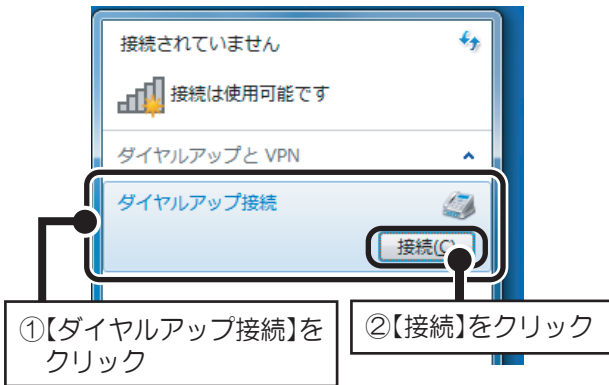 接続されていません
接続は使用可能です
ダイヤルアップと VPN
ダイヤルアップ接続
接続(C)
①【ダイヤルアップ接続】を
クリック
②【接続】をクリック